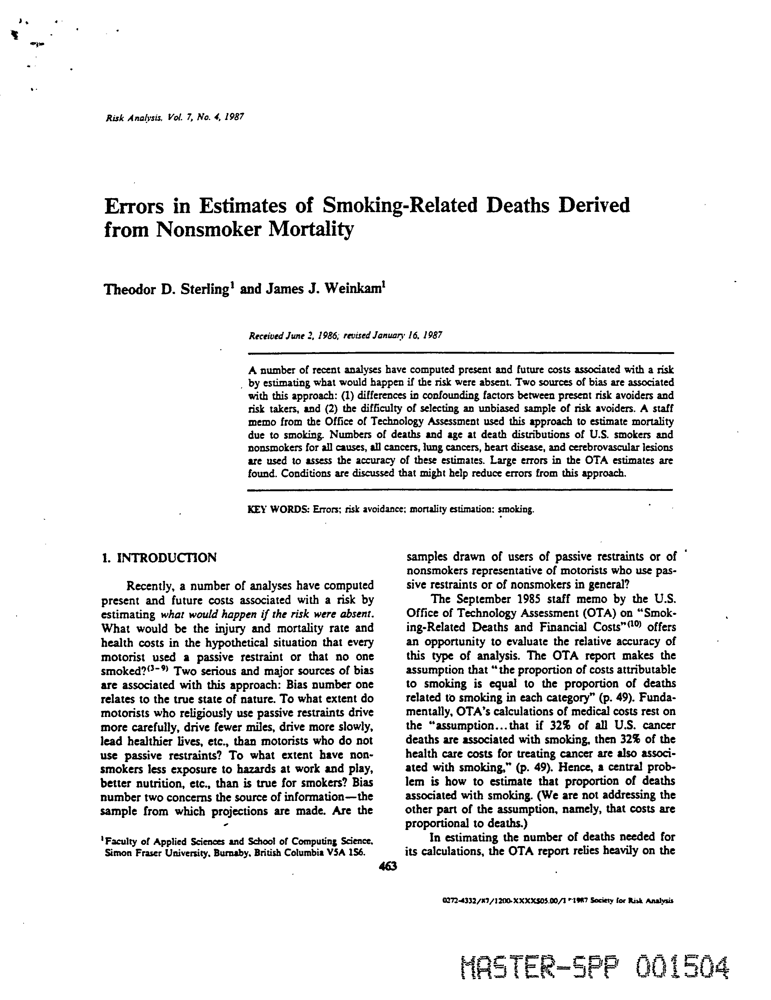 Risk Analysis, Vol. 7, No. 4, 1987
Errors in Estimates of Smoking-Related Deaths Derived
from Nonsmoker Mortality
Theodor D. Sterling¹ and James J. Weinkam¹
Received June 2, 1986; revised January 16, 1987
A number of recent analyses have computed present and future costs associated with a risk
by estimating what would happen if the risk were absent. Two sources of bias are associated
with this approach: (1) differences in confounding factors between present risk avoiders and
risk takers, and (2) the difficulty of selecting an unbiased sample of risk avoiders. A staff
memo from the Office of Technology Assessment used this approach to estimate mortality
due to smoking. Numbers of deaths and age at death distributions of U.S. smokers and
nonsmokers for all causes, all cancers, lung cancers, heart disease, and cerebrovascular lesions
are used to assess the accuracy of these estimates. Large errors in the OTA estimates are
found. Conditions are discussed that might help reduce errors from this approach.
KEY WORDS: Errors; risk avoidance; mortality estimation; smoking.
1. INTRODUCTION
Recently, a number of analyses have computed
present and future costs associated with a risk by
estimating what would happen if the risk were absent.
What would be the injury and mortality rate and
health costs in the hypothetical situation that every
motorist used a passive restraint or that no one
smoked?(1-9) Two serious and major sources of bias
are associated with this approach: Bias number one
relates to the true state of nature. To what extent do
motorists who religiously use passive restraints drive
more carefully, drive fewer miles, drive more slowly,
lead healthier lives, etc., than motorists who do not
use passive restraints? To what extent have non-
smokers less exposure to hazards at work and play,
better nutrition, etc., than is true for smokers? Bias
number two concerns the source of information—the
sample from which projections are made. Are the
¹Faculty of Applied Sciences and School of Computing Science,
Simon Fraser University, Burnaby, British Columbia V5A 1S6.
samples drawn of users of passive restraints or of
nonsmokers representative of motorists who use pas-
sive restraints or of nonsmokers in general?
The September 1985 staff memo by the U.S.
Office of Technology Assessment (OTA) on "Smok-
ing-Related Deaths and Financial Costs"(10) offers
an opportunity to evaluate the relative accuracy of
this type of analysis. The OTA report makes the
assumption that "the proportion of costs attributable
to smoking is equal to the proportion of deaths
related to smoking in each category" (p. 49). Funda-
mentally, OTA's calculations of medical costs rest on
the "assumption...that if 32% of all U.S. cancer
deaths are associated with smoking, then 32% of the
health care costs for treating cancer are also associ-
ated with smoking," (p. 49). Hence, a central prob-
lem is how to estimate that proportion of deaths
associated with smoking. (We are not addressing the
other part of the assumption, namely, that costs are
proportional to deaths.)
In estimating the number of deaths needed for
its calculations, the OTA report relies heavily on the
463
0272-4332/87/1200-XXXX$05.00/1 © 1987 Society for Risk Analysis
MASTER-SPP 001504